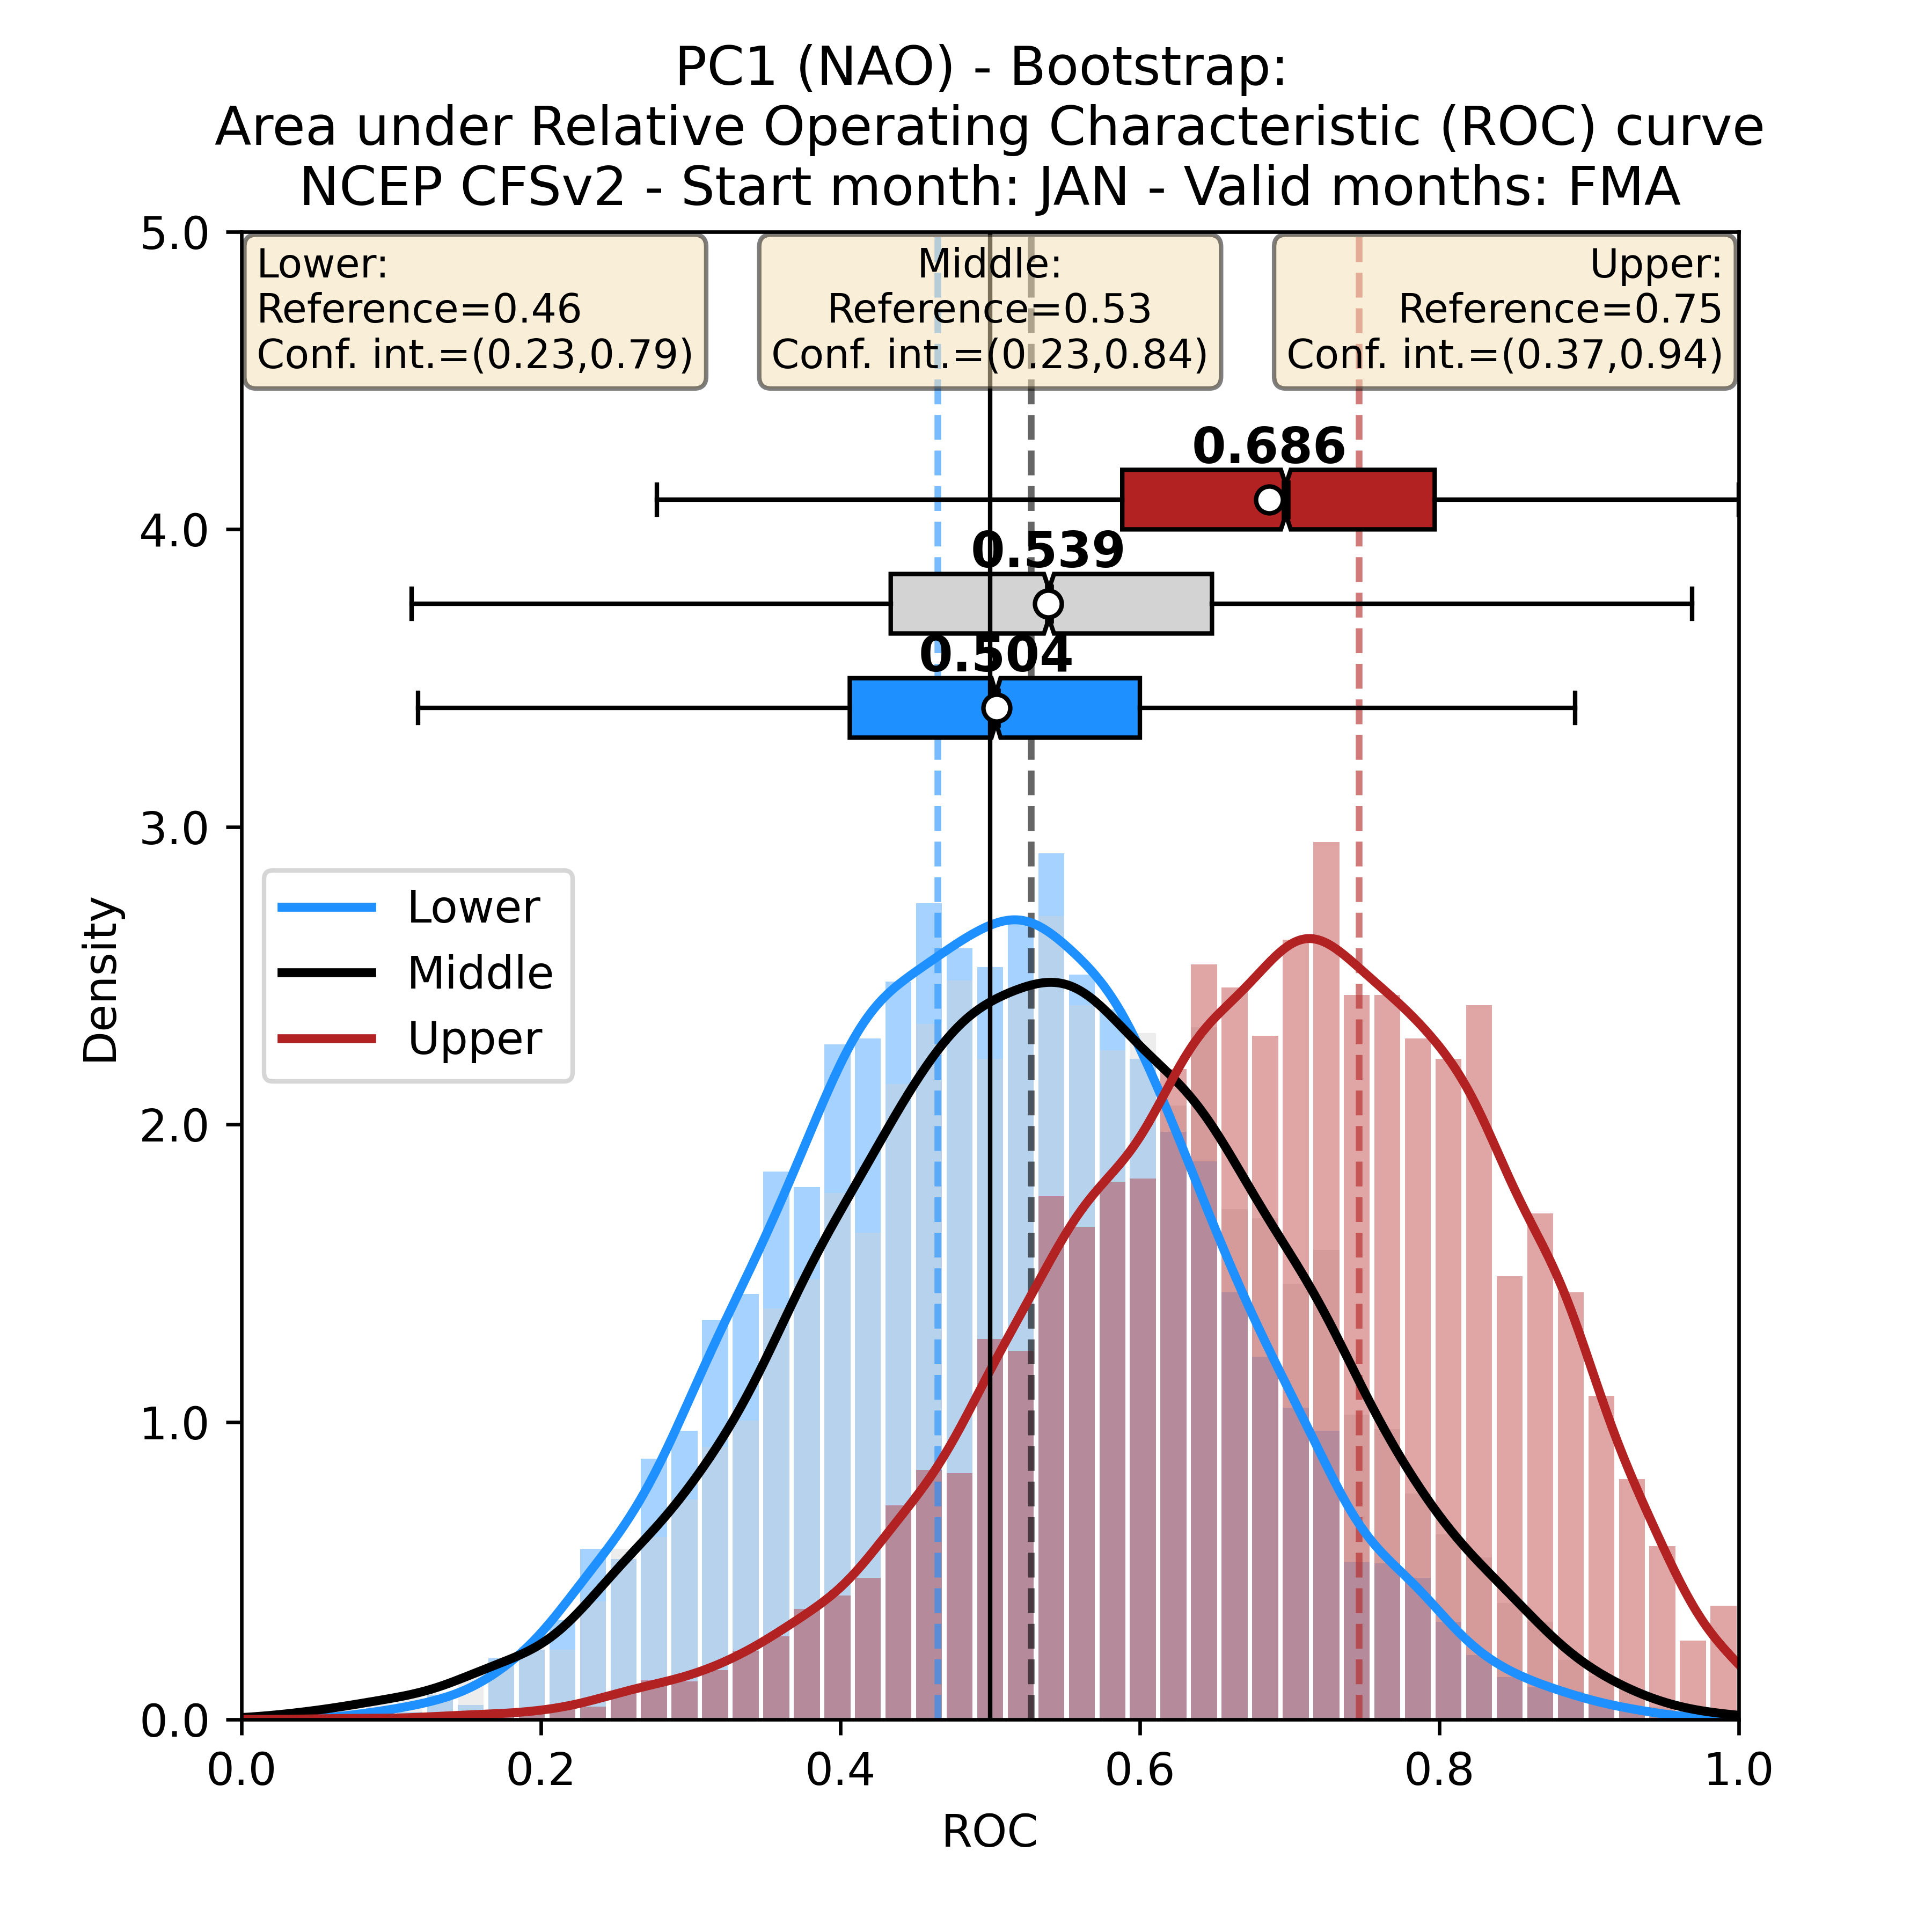 PC1 (NAO) - Bootstrap:
Area under Relative Operating Characteristic (ROC) curve
NCEP CFSv2 - Start month: JAN - Valid months: FMA
Lower:
Reference=0.46
Conf. int.=(0.23,0.79)
Middle:
Reference=0.53
Conf. int.=(0.23,0.84)
Upper:
Reference=0.75
Conf. int.=(0.37,0.94)
0.686
0.539
0.504
5.0
4.0
3.0
2.0
1.0
0.0
Density
Lower
Middle
Upper
0.0 0.2 0.4 0.6 0.8 1.0
ROC